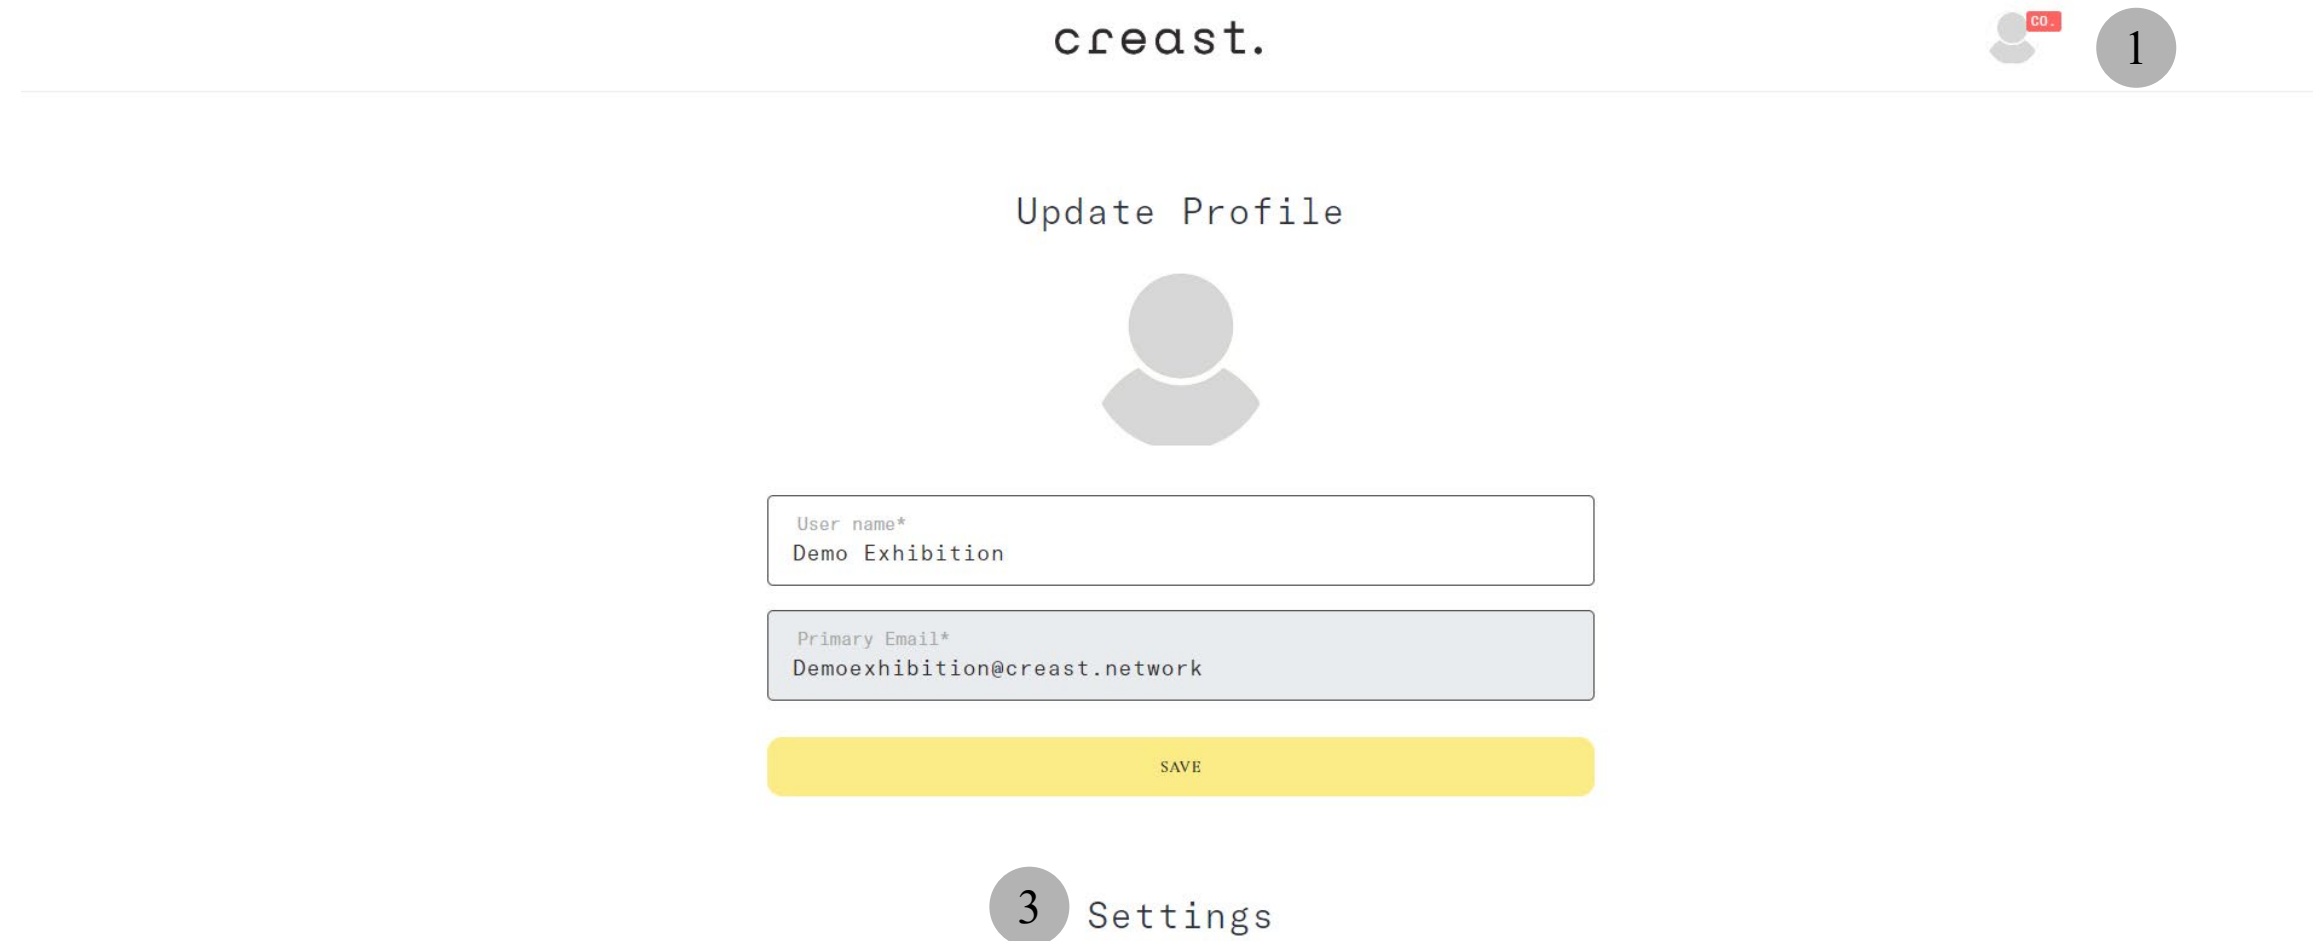 creast.
CO.
1
Update Profile
User name*
Demo Exhibition
Primary Email*
Demoexhibition@creast.network
SAVE
3
Settings